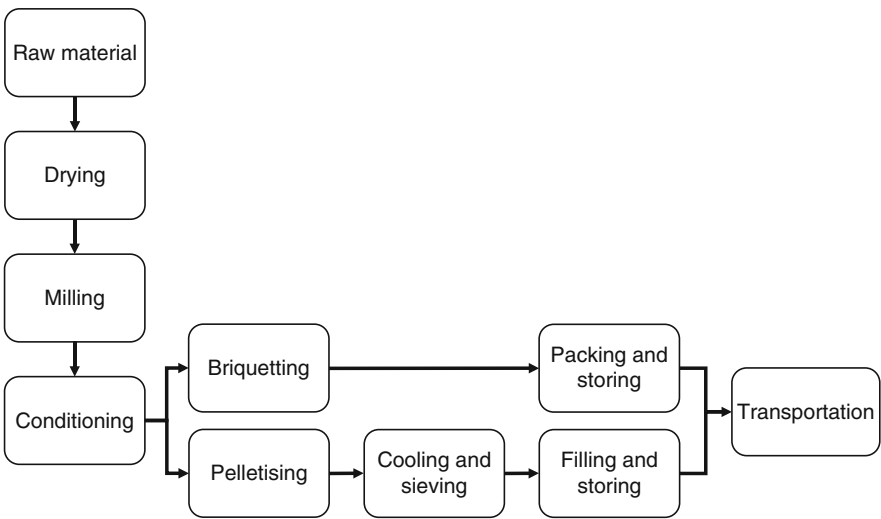 Raw material
Drying
Milling
Conditioning
Briquetting
Packing and
storing
Pelletising
Cooling and
sieving
Filling and
storing
Transportation